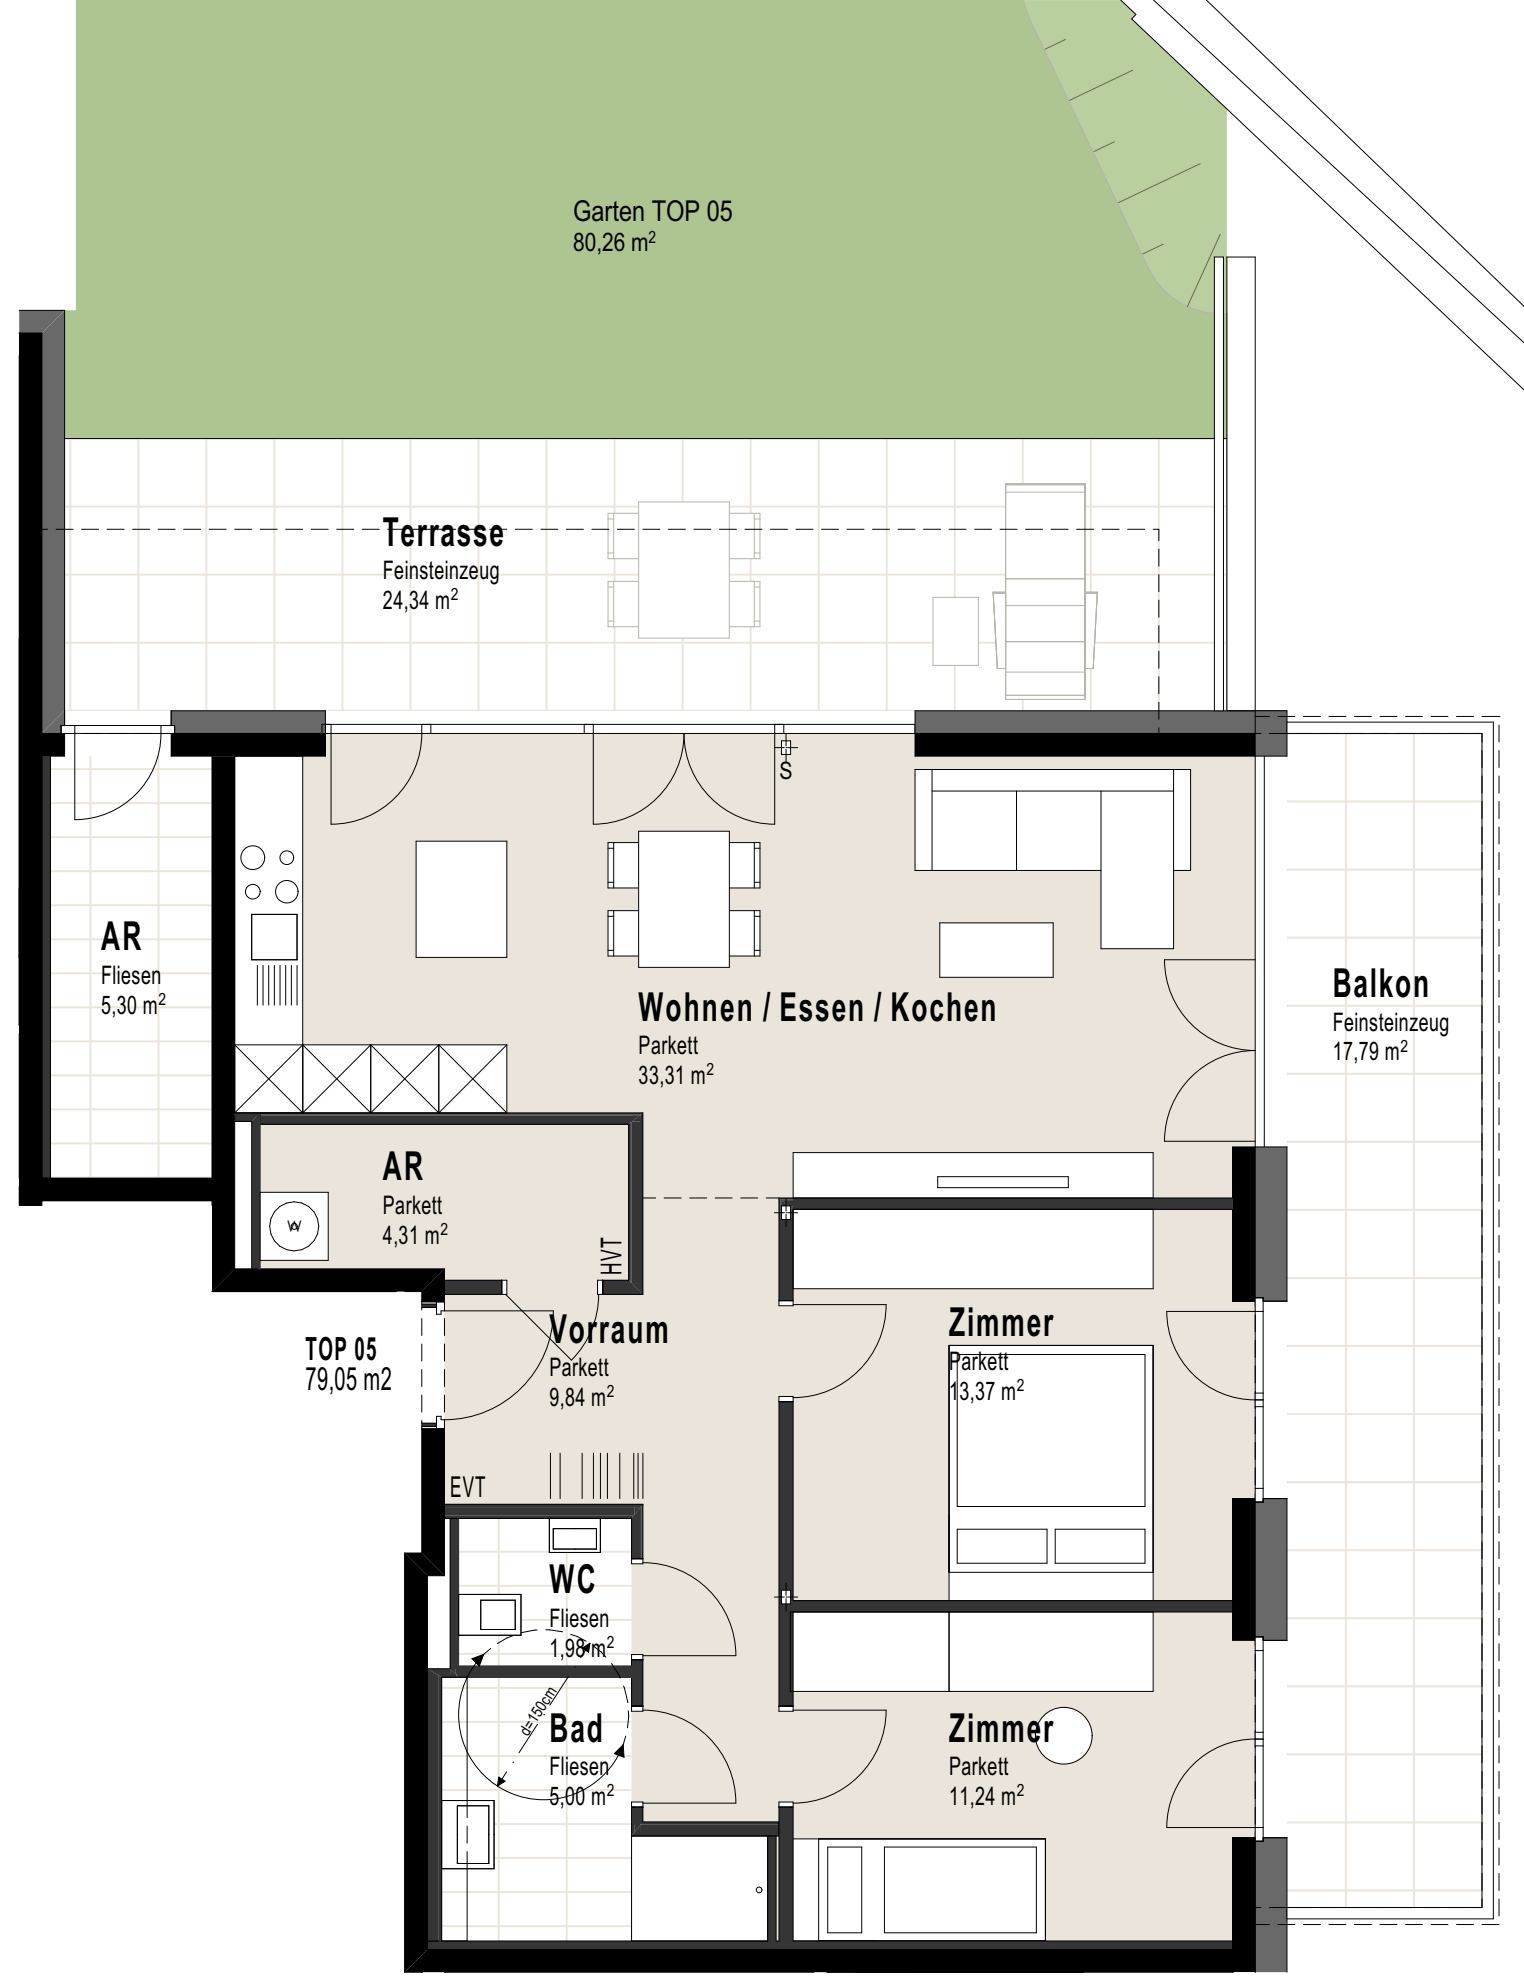 Garten TOP 05
80,26 m²
Terrasse
Feinsteinzeug
24,34 m²
S
AR
Fliesen
5,30 m²
Wohnen / Essen / Kochen
Parkett
33,31 m²
Balkon
Feinsteinzeug
17,79 m²
AR
Parkett
4,31 m²
W
HVT
TOP 05
79,05 m2
Vorraum
Parkett
9,84 m²
Zimmer
Parkett
13,37 m²
EVT
WC
Fliesen
1,98 m²
d=150cm
Bad
Fliesen
5,00 m²
Zimmer
Parkett
11,24 m²